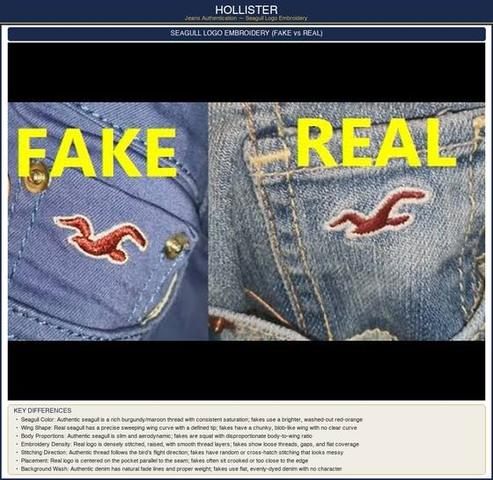 HOLLISTER
Jeans Authentication — Seagull Logo Embroidery
SEAGULL LOGO EMBROIDERY (FAKE vs REAL)
FAKE
REAL
KEY DIFFERENCES
• Seagull Color: Authentic seagull is a rich burgundy/maroon thread with consistent saturation; fakes use a brighter, washed-out red-orange
• Wing Shape: Real seagull has a precise sweeping wing curve with a defined tip; fakes have a chunky, blob-like wing with no clear curve
• Body Proportions: Authentic seagull is slim and aerodynamic; fakes are squat with disproportionate body-to-wing ratio
• Embroidery Density: Real logo is densely stitched, raised, with smooth thread layers; fakes show loose threads, gaps, and flat coverage
• Stitching Direction: Authentic thread follows the bird's flight direction; fakes have random or cross-hatch stitching that looks messy
• Placement: Real logo is centered on the pocket parallel to the seam; fakes often sit crooked or too close to the edge
• Background Wash: Authentic denim has natural fade lines and proper weight; fakes use flat, evenly-dyed denim with no character